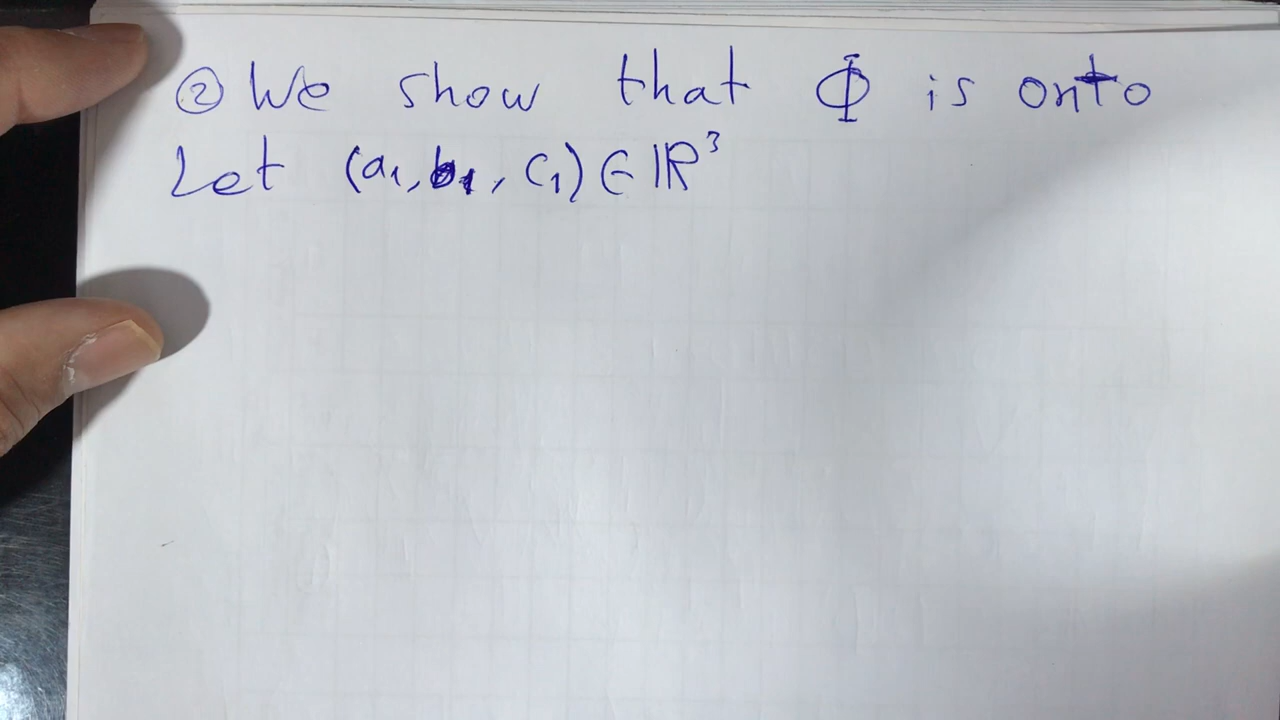 ② We show that Φ is onto
Let (a₁, b₁, c₁) ∈ ℝ³